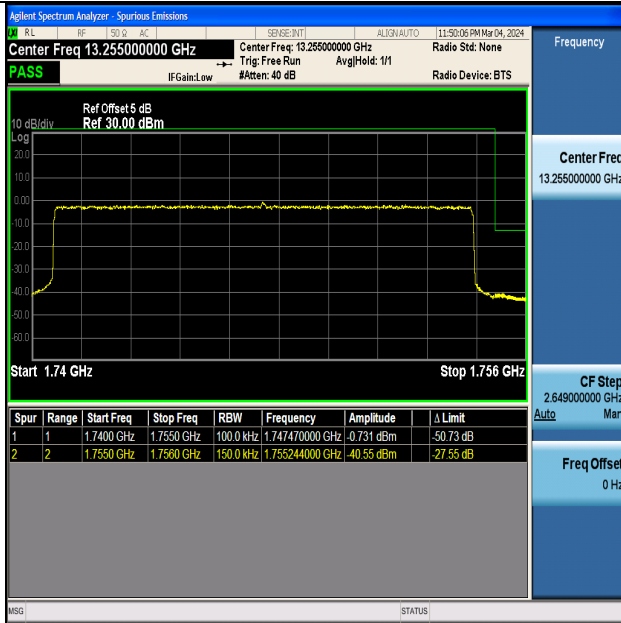 Agilent Spectrum Analyzer - Spurious Emissions
RL RF 50 Ω AC SENSE:INT ALIGN AUTO 11:50:06 PM Mar 04, 2024
Center Freq 13.255000000 GHz Center Freq: 13.255000000 GHz Radio Std: None Frequency
Trig: Free Run Avg|Hold: 1/1
PASS IFGain:Low #Atten: 40 dB Radio Device: BTS
Ref Offset 5 dB
10 dB/div Ref 30.00 dBm
Log
20.0
10.0
0.00
-10.0
-20.0
-30.0
-40.0
-50.0
-60.0
Start 1.74 GHz Stop 1.756 GHz
Center Freq
13.255000000 GHz
CF Step
2.649000000 GHz
Auto Man
Freq Offset
0 Hz
Spur Range Start Freq Stop Freq RBW Frequency Amplitude Δ Limit
1 1 1.7400 GHz 1.7550 GHz 100.0 kHz 1.747470000 GHz -0.731 dBm -50.73 dB
2 2 1.7550 GHz 1.7560 GHz 150.0 kHz 1.755244000 GHz -40.55 dBm -27.55 dB
MSG STATUS